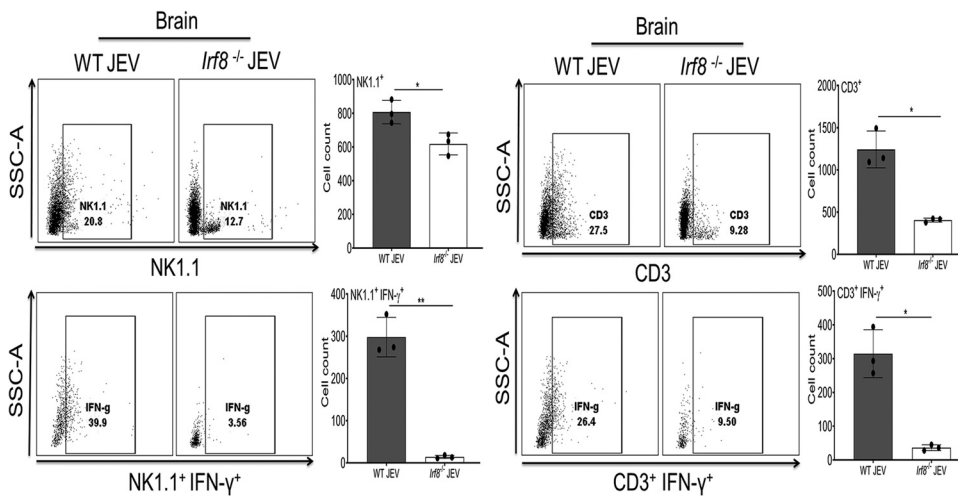 Brain
WT JEV
Irf8 -/- JEV
SSC-A
NK1.1
20.8
NK1.1
12.7
NK1.1
NK1.1+
Cell count
1000
800
600
400
200
0
*
WT JEV
Irf8-/- JEV
Brain
WT JEV
Irf8 -/- JEV
SSC-A
CD3
27.5
CD3
9.28
CD3
CD3+
Cell count
2000
1500
1000
500
0
*
WT JEV
Irf8-/- JEV
SSC-A
IFN-g
39.9
IFN-g
3.56
NK1.1+ IFN-γ+
NK1.1+ IFN-γ+
Cell count
400
300
200
100
0
**
WT JEV
Irf8-/- JEV
SSC-A
IFN-g
26.4
IFN-g
9.50
CD3+ IFN-γ+
CD3+ IFN-γ+
Cell count
500
400
300
200
100
0
*
WT JEV
Irf8-/- JEV